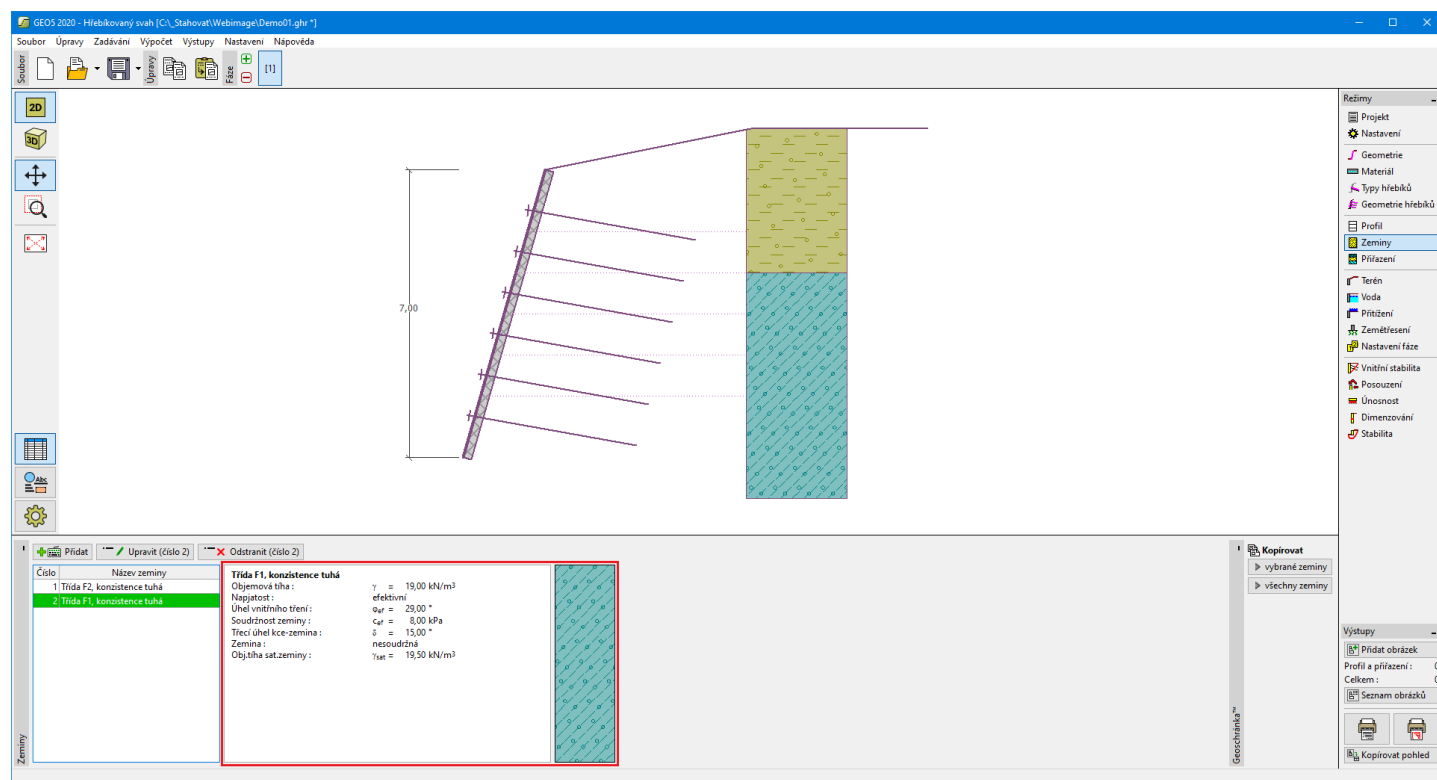 GEO5 2020 - Hřebíkovaný svah [C:\_Stahovat\Webimage\Demo01.ghr *]
Soubor Úpravy Zadávání Výpočet Výstupy Nastavení Nápověda
Soubor
Úpravy
Fáze
[1]
2D
3D
7,00
Abc
Režimy
Projekt
Nastavení
Geometrie
Materiál
Typy hřebíků
Geometrie hřebíků
Profil
Zeminy
Přiřazení
Terén
Voda
Přitížení
Zemětřesení
Nastavení fáze
Vnitřní stabilita
Posouzení
Únosnost
Dimenzování
Stabilita
Přidat Upravit (číslo 2) Odstranit (číslo 2)
Číslo Název zeminy
1 Třída F2, konzistence tuhá
2 Třída F1, konzistence tuhá
Zeminy
Třída F1, konzistence tuhá
Objemová tíha : γ = 19,00 kN/m³
Napjatost : efektivní
Úhel vnitřního tření : φef = 29,00 °
Soudržnost zeminy : cef = 8,00 kPa
Třecí úhel kce-zemina : δ = 15,00 °
Zemina : nesoudržná
Obj.tíha sat.zeminy : γsat = 19,50 kN/m³
Geoschránka™
Kopírovat
vybrané zeminy
všechny zeminy
Výstupy
Přidat obrázek
Profil a přiřazení :
Celkem :
Seznam obrázků
Kopírovat pohled